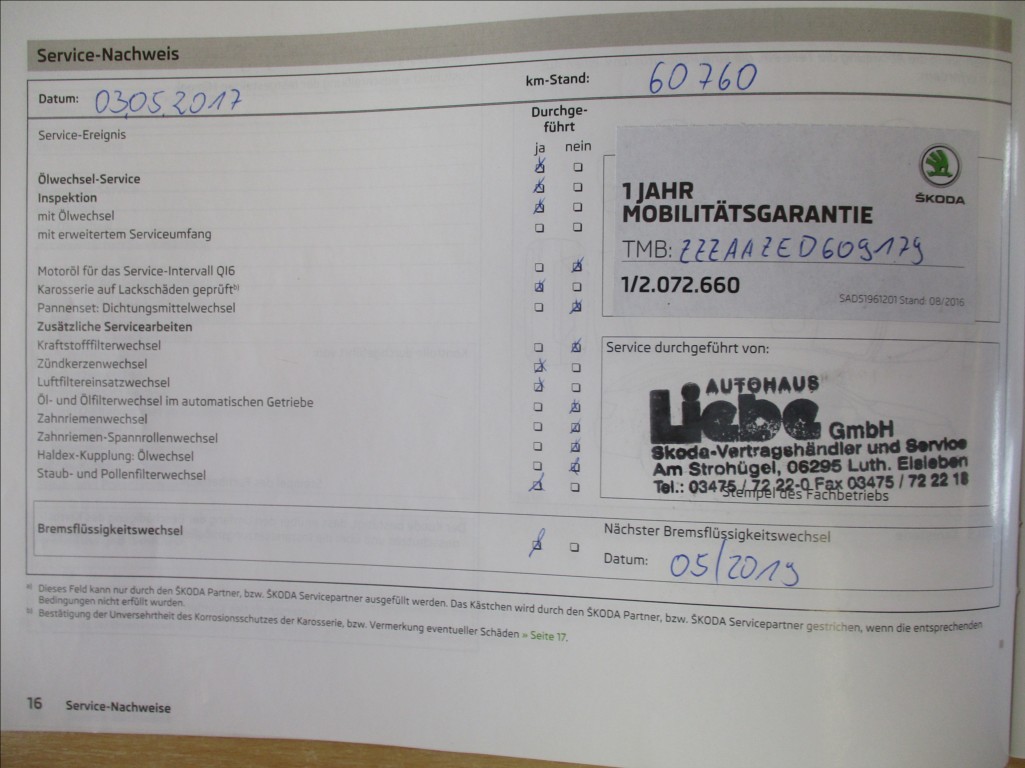 Service-Nachweis
Datum: 03.05.2017
km-Stand: 60760
Service-Ereignis
Durchge-
führt
ja nein
Ölwechsel-Service
Inspektion
mit Ölwechsel
mit erweitertem Serviceumfang
Motoröl für das Service-Intervall QI6
Karosserie auf Lackschäden geprüft b)
Pannenset: Dichtungsmittelwechsel
Zusätzliche Servicearbeiten
Kraftstofffilterwechsel
Zündkerzenwechsel
Luftfiltereinsatzwechsel
Öl- und Ölfilterwechsel im automatischen Getriebe
Zahnriemenwechsel
Zahnriemen-Spannrollenwechsel
Haldex-Kupplung: Ölwechsel
Staub- und Pollenfilterwechsel
ŠKODA
1 JAHR
MOBILITÄTSGARANTIE
TMB: ZZZAAZED609179
1/2.072.660
SAD51961201 Stand: 08/2016
Service durchgeführt von:
AUTOHAUS
Liebe GmbH
Skoda-Vertragshändler und Service
Am Strohügel, 06295 Luth. Eisleben
Tel.: 03475 / 72 22-0 Fax 03475 / 72 22 18
Stempel des Fachbetriebs
Bremsflüssigkeitswechsel
Nächster Bremsflüssigkeitswechsel
Datum: 05/2019
a) Dieses Feld kann nur durch den ŠKODA Partner, bzw. ŠKODA Servicepartner ausgefüllt werden. Das Kästchen wird durch den ŠKODA Partner, bzw. ŠKODA Servicepartner gestrichen, wenn die entsprechenden
Bedingungen nicht erfüllt wurden.
b) Bestätigung der Unversehrtheit des Korrosionsschutzes der Karosserie, bzw. Vermerkung eventueller Schäden » Seite 17.
16 Service-Nachweise